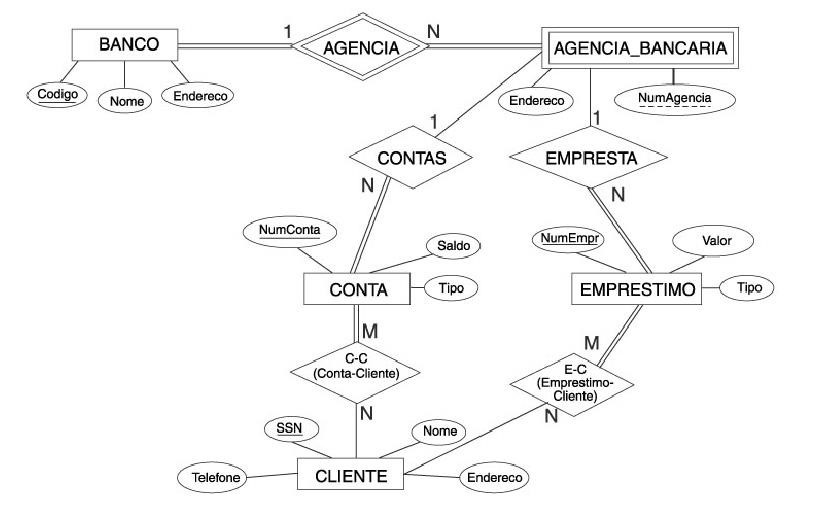 BANCO
1
AGENCIA
N
AGENCIA_BANCARIA
Codigo
Nome
Endereco
Endereco
NumAgencia
1
CONTAS
N
1
EMPRESTA
N
NumConta
Saldo
CONTA
Tipo
NumEmpr
Valor
EMPRESTIMO
Tipo
M
C-C
(Conta-Cliente)
N
M
E-C
(Emprestimo-
Cliente)
N
SSN
Nome
Telefone
CLIENTE
Endereco